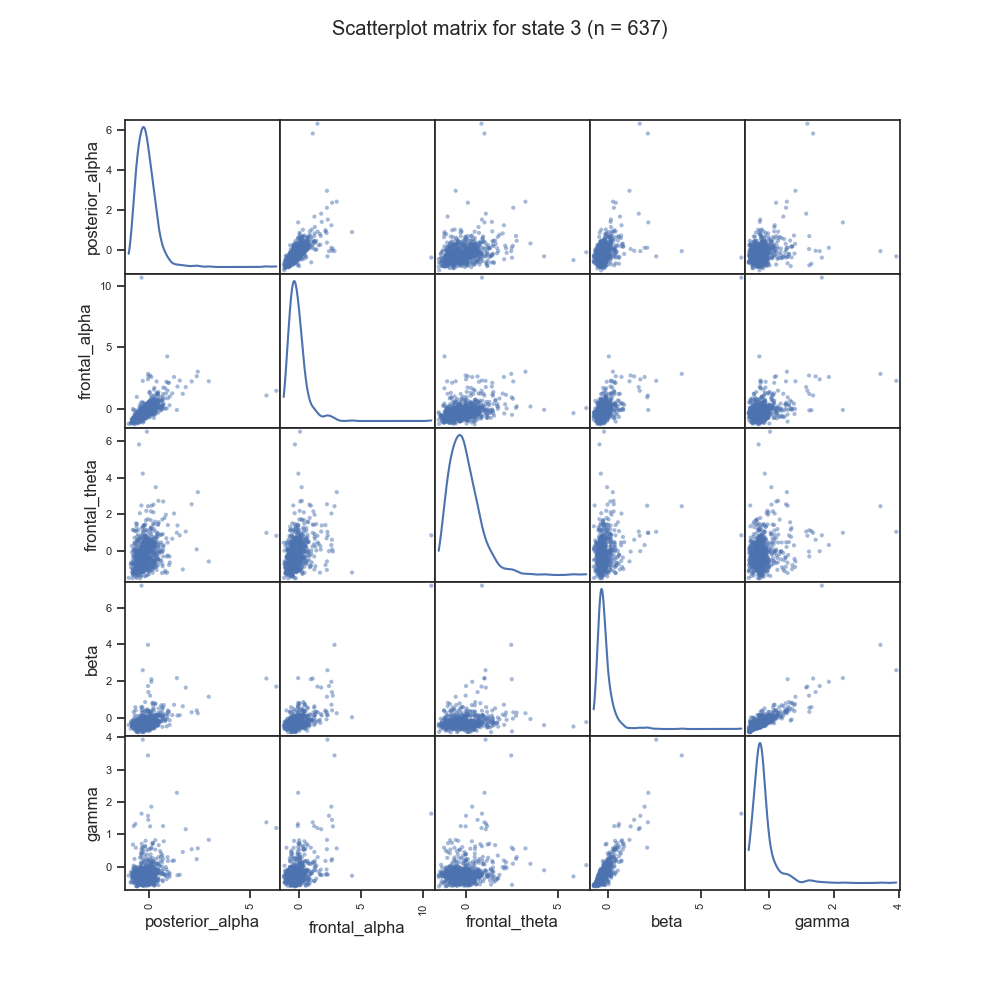 Scatterplot matrix for state 3 (n = 637)
posterior_alpha
6
4
2
0
frontal_alpha
10
5
0
frontal_theta
6
4
2
0
beta
6
4
2
0
gamma
4
3
2
1
0
0 5 0 5 10 0 5 0 5 0 2 4
posterior_alpha frontal_alpha frontal_theta beta gamma